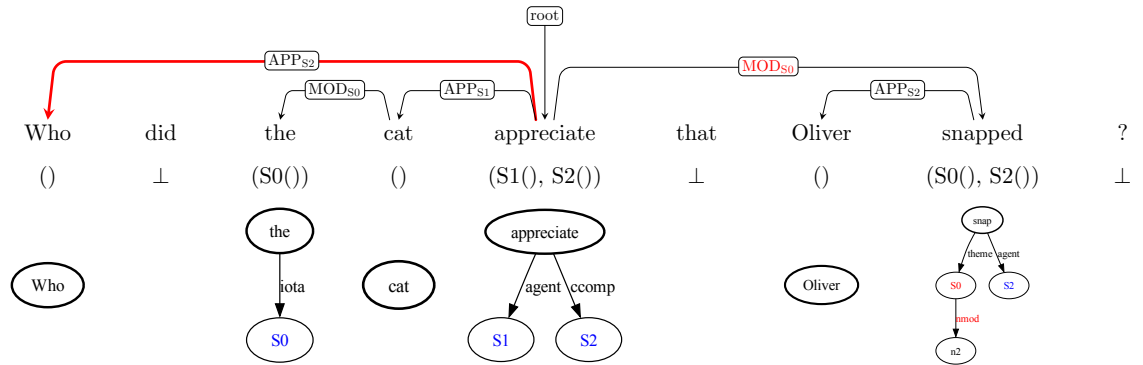 root
APP_S2 MOD_S0
MOD_S0 APP_S1 APP_S2
Who did the cat appreciate that Oliver snapped ?
() ⊥ (S0()) () (S1(), S2()) ⊥ () (S0(), S2()) ⊥
the appreciate snap
iota agent ccomp theme agent
Who cat Oliver S0 S2
nmod
S0 S1 S2 n2